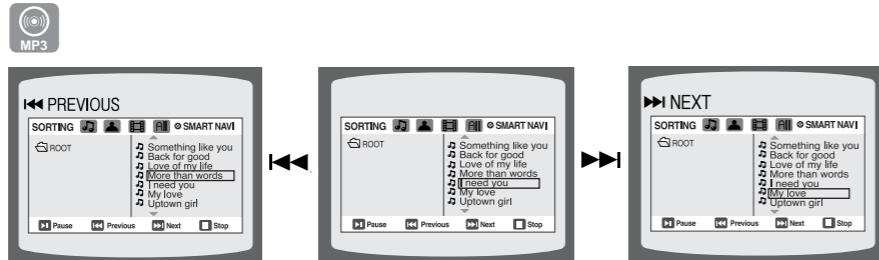 MP3
PREVIOUS
SORTING All SMART NAVI
ROOT
Something like you
Back for good
Love of my life
More than words
I need you
My love
Uptown girl
Pause Previous Next Stop
SORTING All SMART NAVI
ROOT
Something like you
Back for good
Love of my life
More than words
I need you
My love
Uptown girl
Pause Previous Next Stop
NEXT
SORTING All SMART NAVI
ROOT
Something like you
Back for good
Love of my life
More than words
I need you
My love
Uptown girl
Pause Previous Next Stop